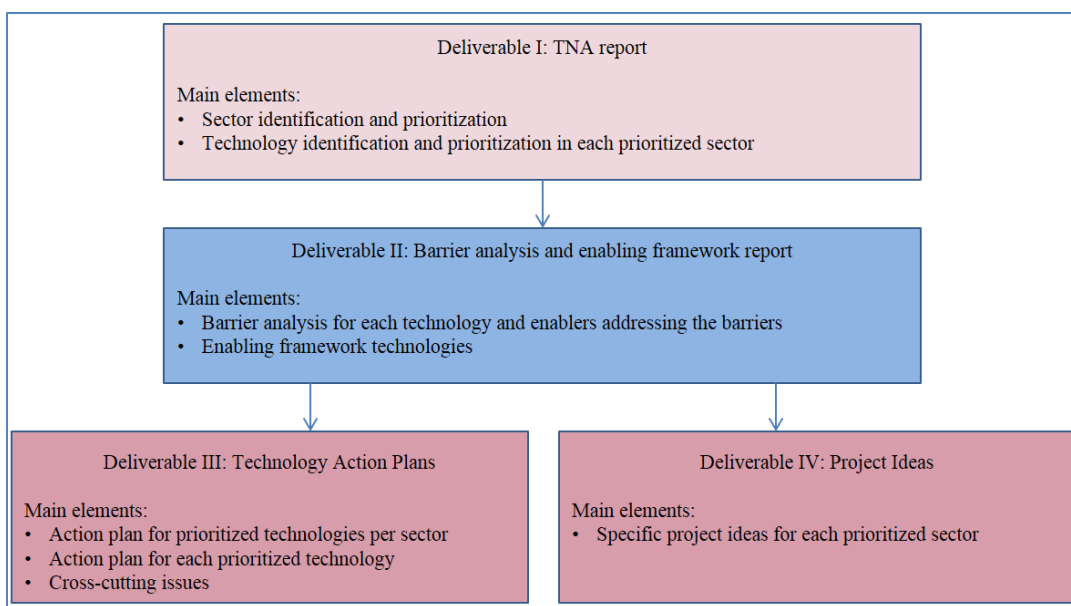 Deliverable I: TNA report
Main elements:
• Sector identification and prioritization
• Technology identification and prioritization in each prioritized sector
Deliverable II: Barrier analysis and enabling framework report
Main elements:
• Barrier analysis for each technology and enablers addressing the barriers
• Enabling framework technologies
Deliverable III: Technology Action Plans
Main elements:
• Action plan for prioritized technologies per sector
• Action plan for each prioritized technology
• Cross-cutting issues
Deliverable IV: Project Ideas
Main elements:
• Specific project ideas for each prioritized sector